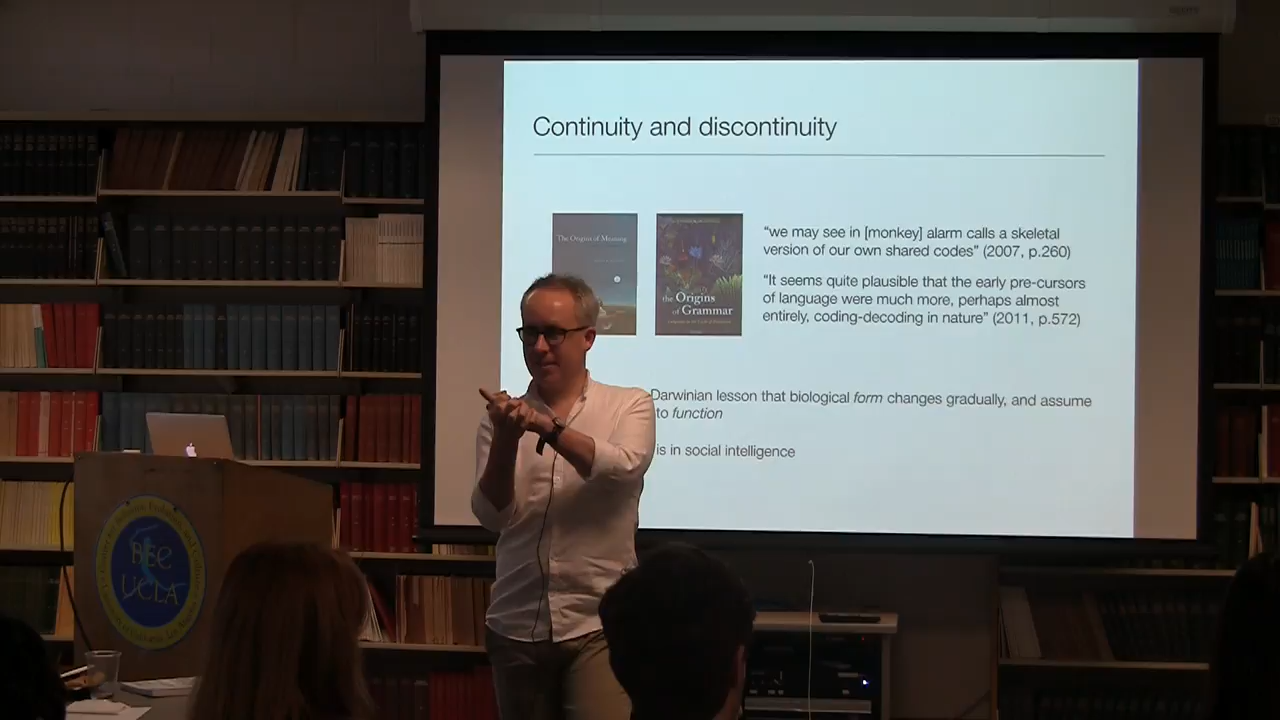 Continuity and discontinuity
The Origins of Meaning
the Origins
of Grammar
“we may see in [monkey] alarm calls a skeletal
version of our own shared codes” (2007, p.260)
“It seems quite plausible that the early pre-cursors
of language were much more, perhaps almost
entirely, coding-decoding in nature” (2011, p.572)
Darwinian lesson that biological form changes gradually, and assume
to function
is in social intelligence
BEC
UCLA